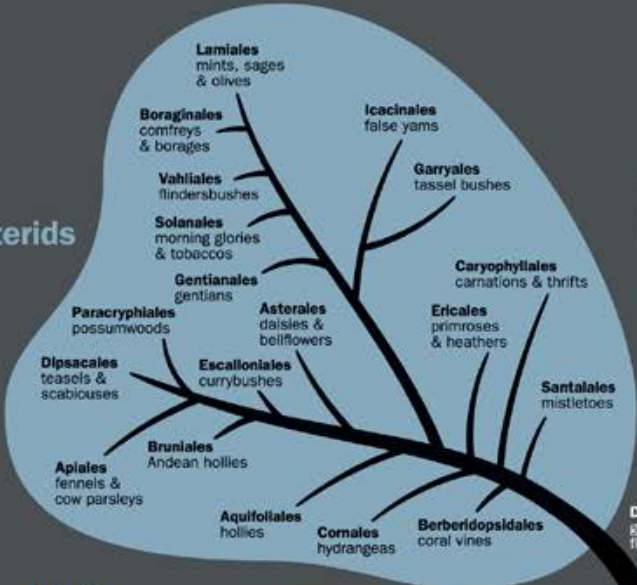 Lamiales
mints, sages
& olives
Boraginales
comfreys
& borages
Icacinales
false yams
Vahliales
flindersbushes
Garryales
tassel bushes
Solanales
morning glories
& tobaccos
Gentianales
gentians
Caryophyllales
carnations & thrifts
Paracryphiales
possumwoods
Asterales
daisies &
bellflowers
Ericales
primroses
& heathers
Dipsacales
teasels &
scabiouses
Escalloniales
currybushes
Santalales
mistletoes
Bruniales
Andean hollies
Apiales
fennels &
cow parsleys
Aquifoliales
hollies
Cornales
hydrangeas
Berberidopsidales
coral vines